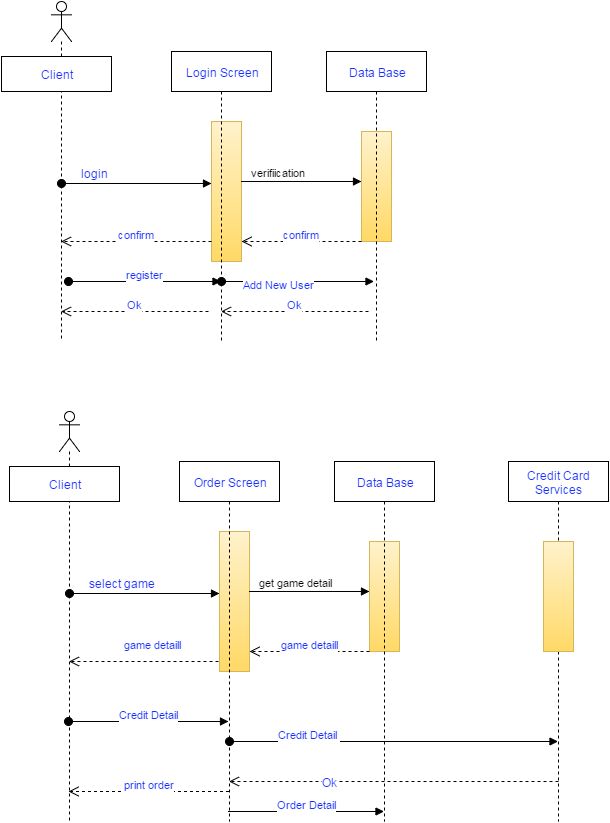 Client
Login Screen
Data Base
login
verifiication
confirm
confirm
register
Add New User
Ok
Ok
Client
Order Screen
Data Base
Credit Card
Services
select game
get game detail
game detaill
game detaill
Credit Detail
Credit Detail
Ok
print order
Order Detail